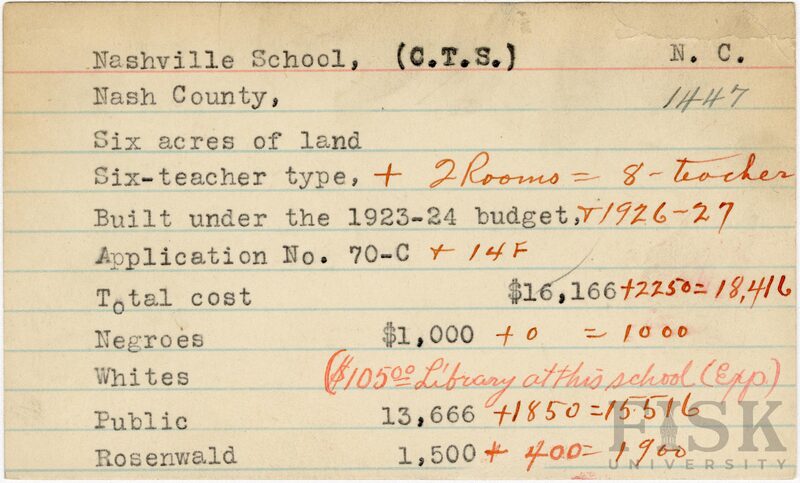 Nashville School, (C.T.S.) N. C.
Nash County, 1447
Six acres of land
Six-teacher type, + 2 Rooms = 8-teacher
Built under the 1923-24 budget, + 1926-27
Application No. 70-C + 14F
Total cost $16,166 + 2250 = 18,416
Negroes $1,000 + 0 = 1000
Whites ($105.00 Library at this school (Exp.)
Public 13,666 + 1850 = 15516
Rosenwald 1,500 + 400 = 1900
FISK
UNIVERSITY